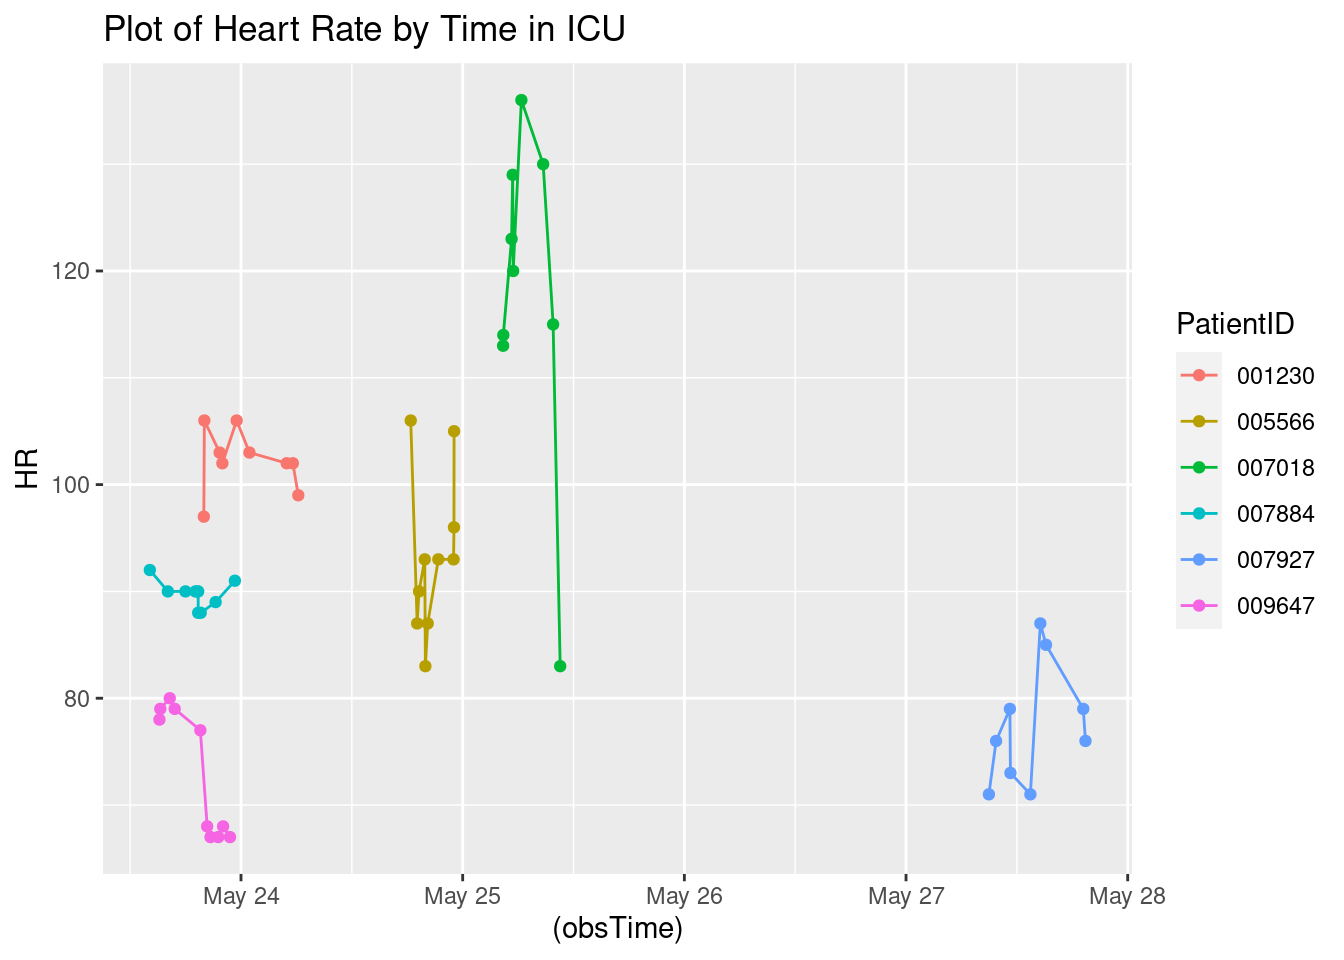 Plot of Heart Rate by Time in ICU
HR
120
100
80
May 24 May 25 May 26 May 27 May 28
(obsTime)
PatientID
001230
005566
007018
007884
007927
009647